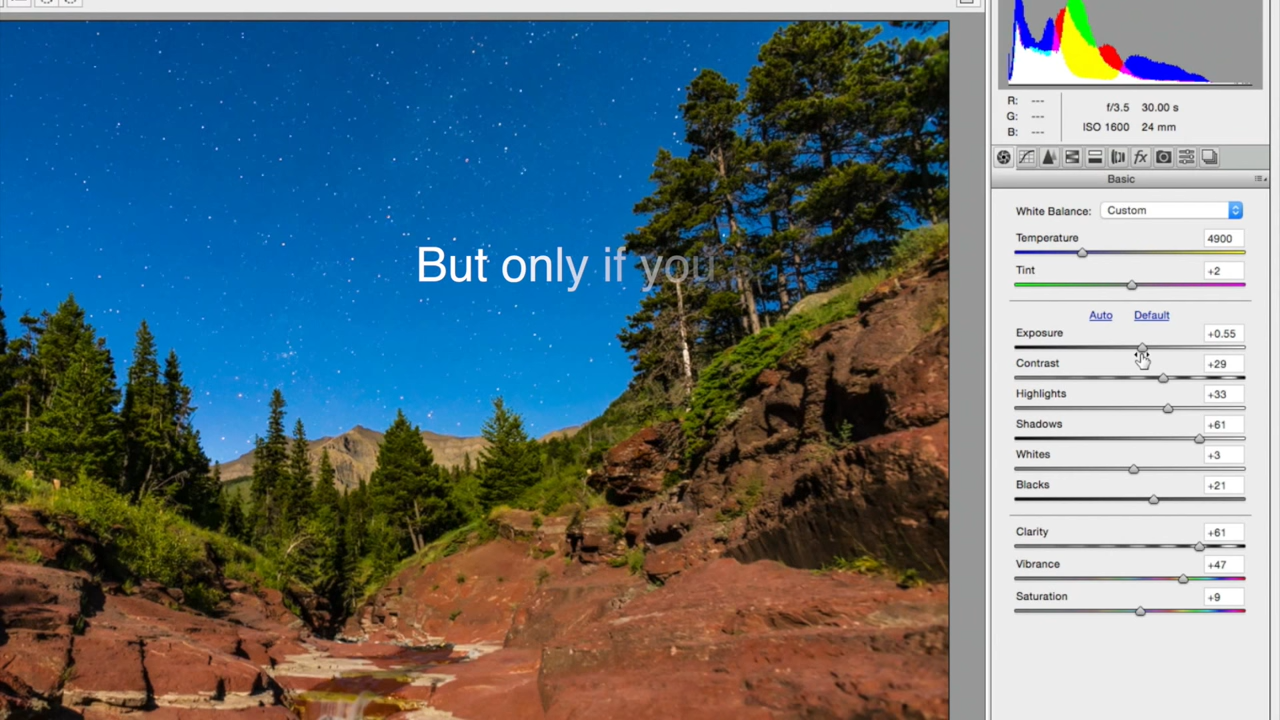 R: ---
G: ---
B: ---
f/3.5 30.00 s
ISO 1600 24 mm
fx
Basic
White Balance: Custom
Temperature 4900
Tint +2
Auto Default
Exposure +0.55
Contrast +29
Highlights +33
Shadows +61
Whites +3
Blacks +21
Clarity +61
Vibrance +47
Saturation +9
But only if you